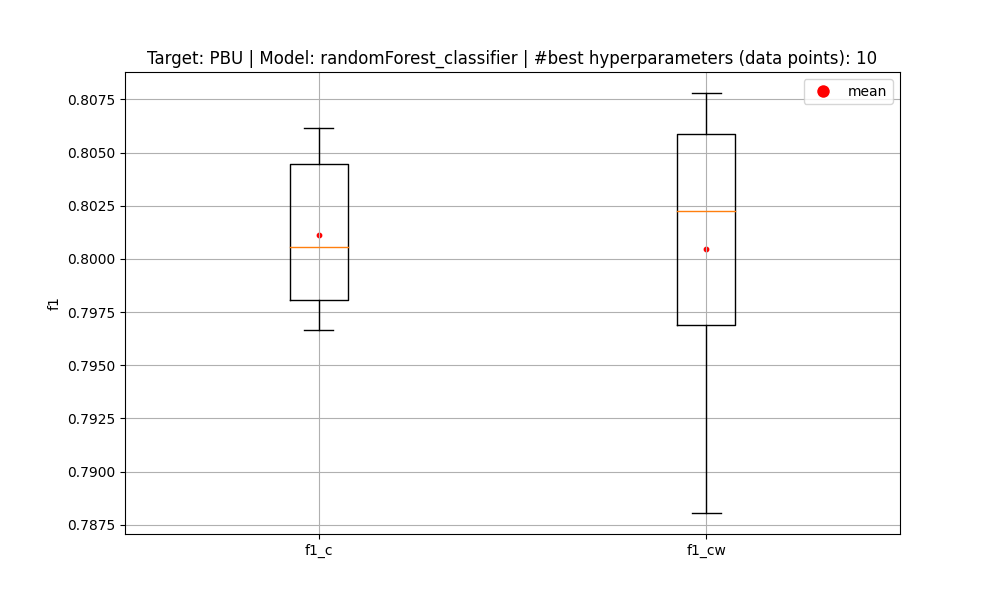 Target: PBU | Model: randomForest_classifier | #best hyperparameters (data points): 10
mean
0.8075
0.8050
0.8025
0.8000
0.7975
0.7950
0.7925
0.7900
0.7875
f1
f1_c
f1_cw